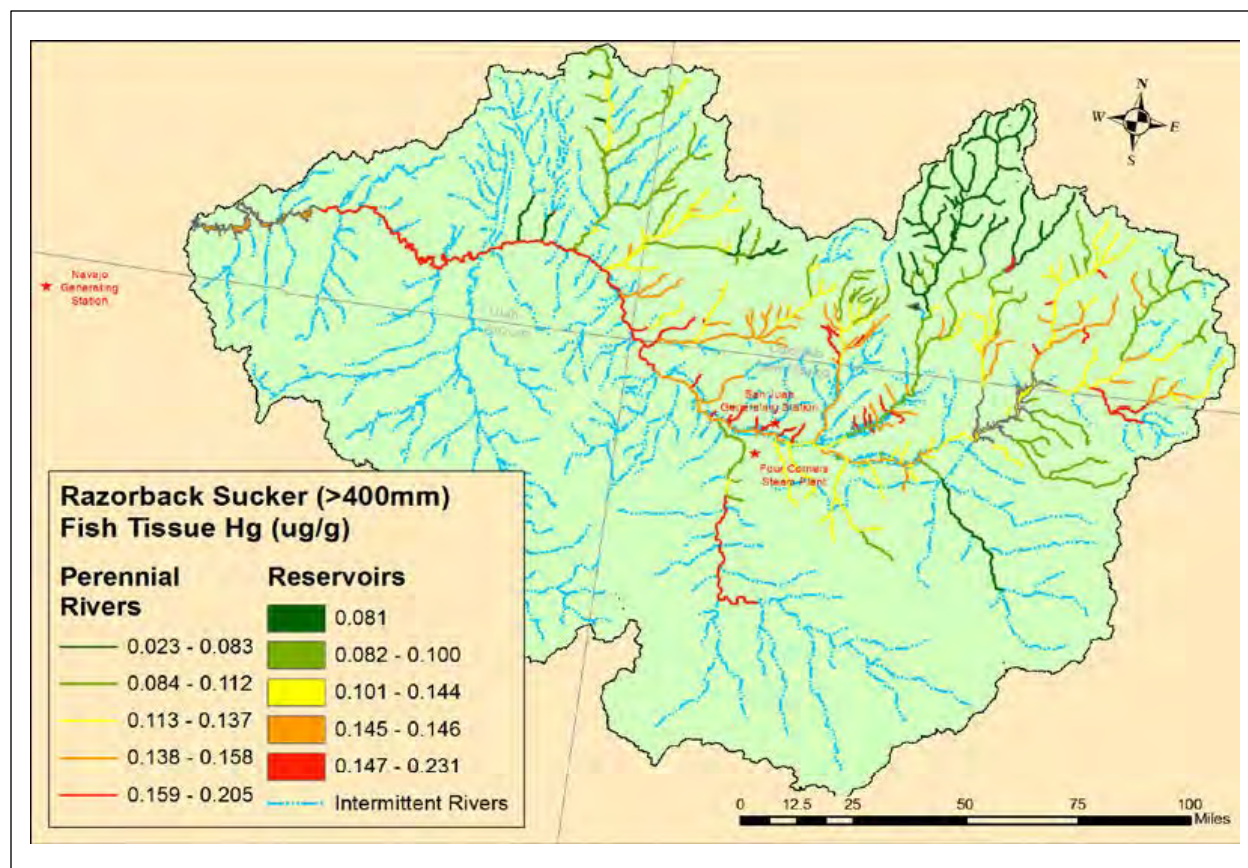 N
W
E
S
Navajo
Generating
Station
Utah
Arizona
Colorado
San Juan
Generating Station
Four Corners
Steam Plant
Razorback Sucker (>400mm)
Fish Tissue Hg (ug/g)
Perennial
Rivers
0.023 - 0.083
0.084 - 0.112
0.113 - 0.137
0.138 - 0.158
0.159 - 0.205
Reservoirs
0.081
0.082 - 0.100
0.101 - 0.144
0.145 - 0.146
0.147 - 0.231
Intermittent Rivers
0 12.5 25 50 75 100
Miles